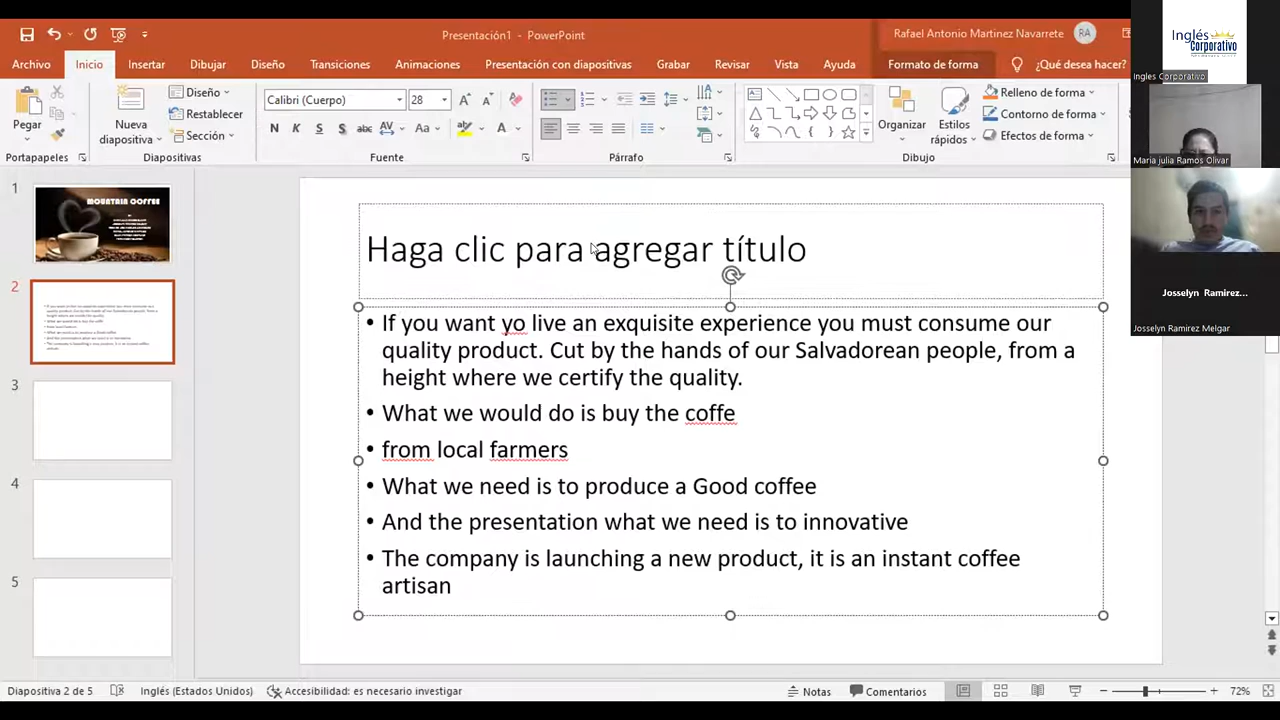 Presentación1 - PowerPoint
Rafael Antonio Martinez Navarrete
RA
Archivo Inicio Insertar Dibujar Diseño Transiciones Animaciones Presentación con diapositivas Grabar Revisar Vista Ayuda Formato de forma ¿Qué desea hacer?
Pegar
Portapapeles
Nueva diapositiva
Diseño
Restablecer
Sección
Diapositivas
Calibri (Cuerpo) 28
N K S S abc AV Aa A
Fuente
Párrafo
Organizar
Estilos rápidos
Relleno de forma
Contorno de forma
Efectos de forma
Dibujo
Inglés
Corporativo
Ingles Corporativo
Maria julia Ramos Olivar
Josselyn Ramirez...
Josselyn Ramirez Melgar
1
MOUNTAIN COFFEE
2
3
4
5
Haga clic para agregar título
• If you want yo live an exquisite experience you must consume our
quality product. Cut by the hands of our Salvadorean people, from a
height where we certify the quality.
• What we would do is buy the coffe
• from local farmers
• What we need is to produce a Good coffee
• And the presentation what we need is to innovative
• The company is launching a new product, it is an instant coffee
artisan
Diapositiva 2 de 5 Inglés (Estados Unidos) Accesibilidad: es necesario investigar Notas Comentarios 72%